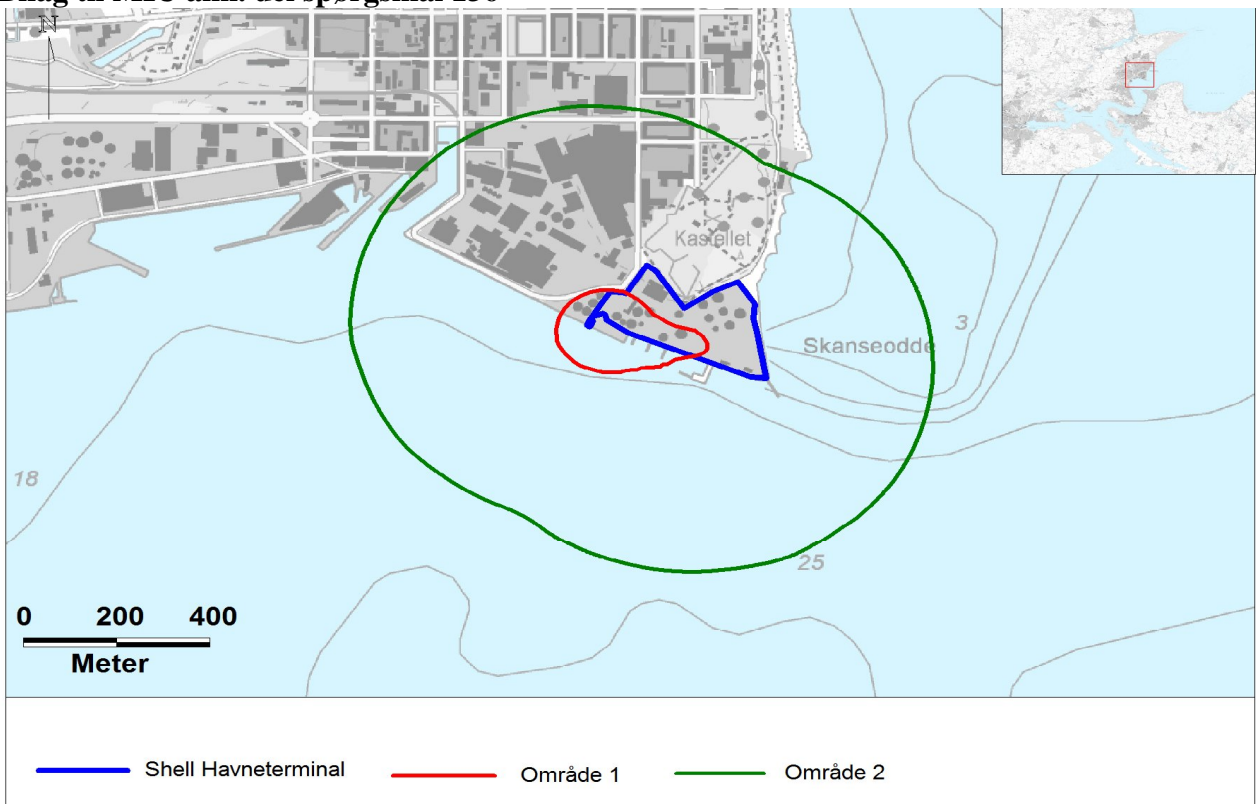 N
Kastellet
3
Skanseodde
18
25
0 200 400
Meter
Shell Havneterminal Område 1 Område 2